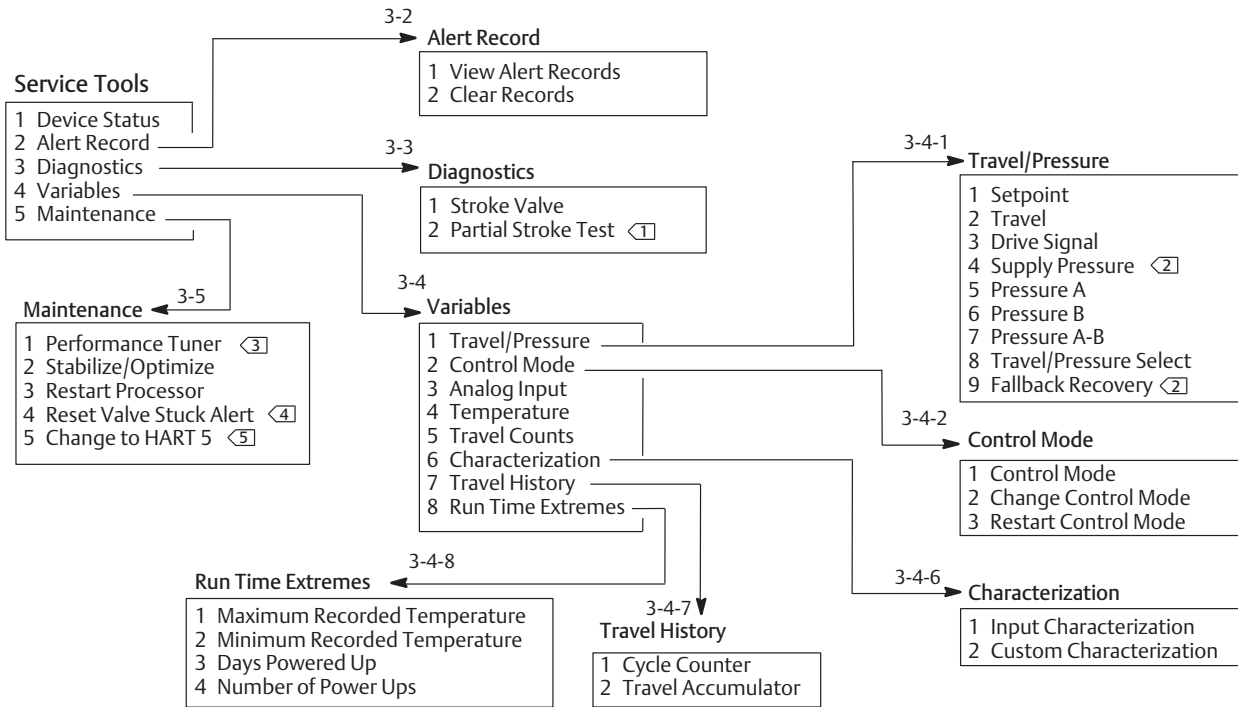 3-2
Alert Record
1 View Alert Records
2 Clear Records
Service Tools
1 Device Status
2 Alert Record
3 Diagnostics
4 Variables
5 Maintenance
3-3
Diagnostics
1 Stroke Valve
2 Partial Stroke Test 1
3-4-1
Travel/Pressure
1 Setpoint
2 Travel
3 Drive Signal
4 Supply Pressure 2
5 Pressure A
6 Pressure B
7 Pressure A-B
8 Travel/Pressure Select
9 Fallback Recovery 2
3-5
Maintenance
1 Performance Tuner 3
2 Stabilize/Optimize
3 Restart Processor
4 Reset Valve Stuck Alert 4
5 Change to HART 5 5
3-4
Variables
1 Travel/Pressure
2 Control Mode
3 Analog Input
4 Temperature
5 Travel Counts
6 Characterization
7 Travel History
8 Run Time Extremes
3-4-2
Control Mode
1 Control Mode
2 Change Control Mode
3 Restart Control Mode
3-4-8
Run Time Extremes
1 Maximum Recorded Temperature
2 Minimum Recorded Temperature
3 Days Powered Up
4 Number of Power Ups
3-4-7
Travel History
1 Cycle Counter
2 Travel Accumulator
3-4-6
Characterization
1 Input Characterization
2 Custom Characterization